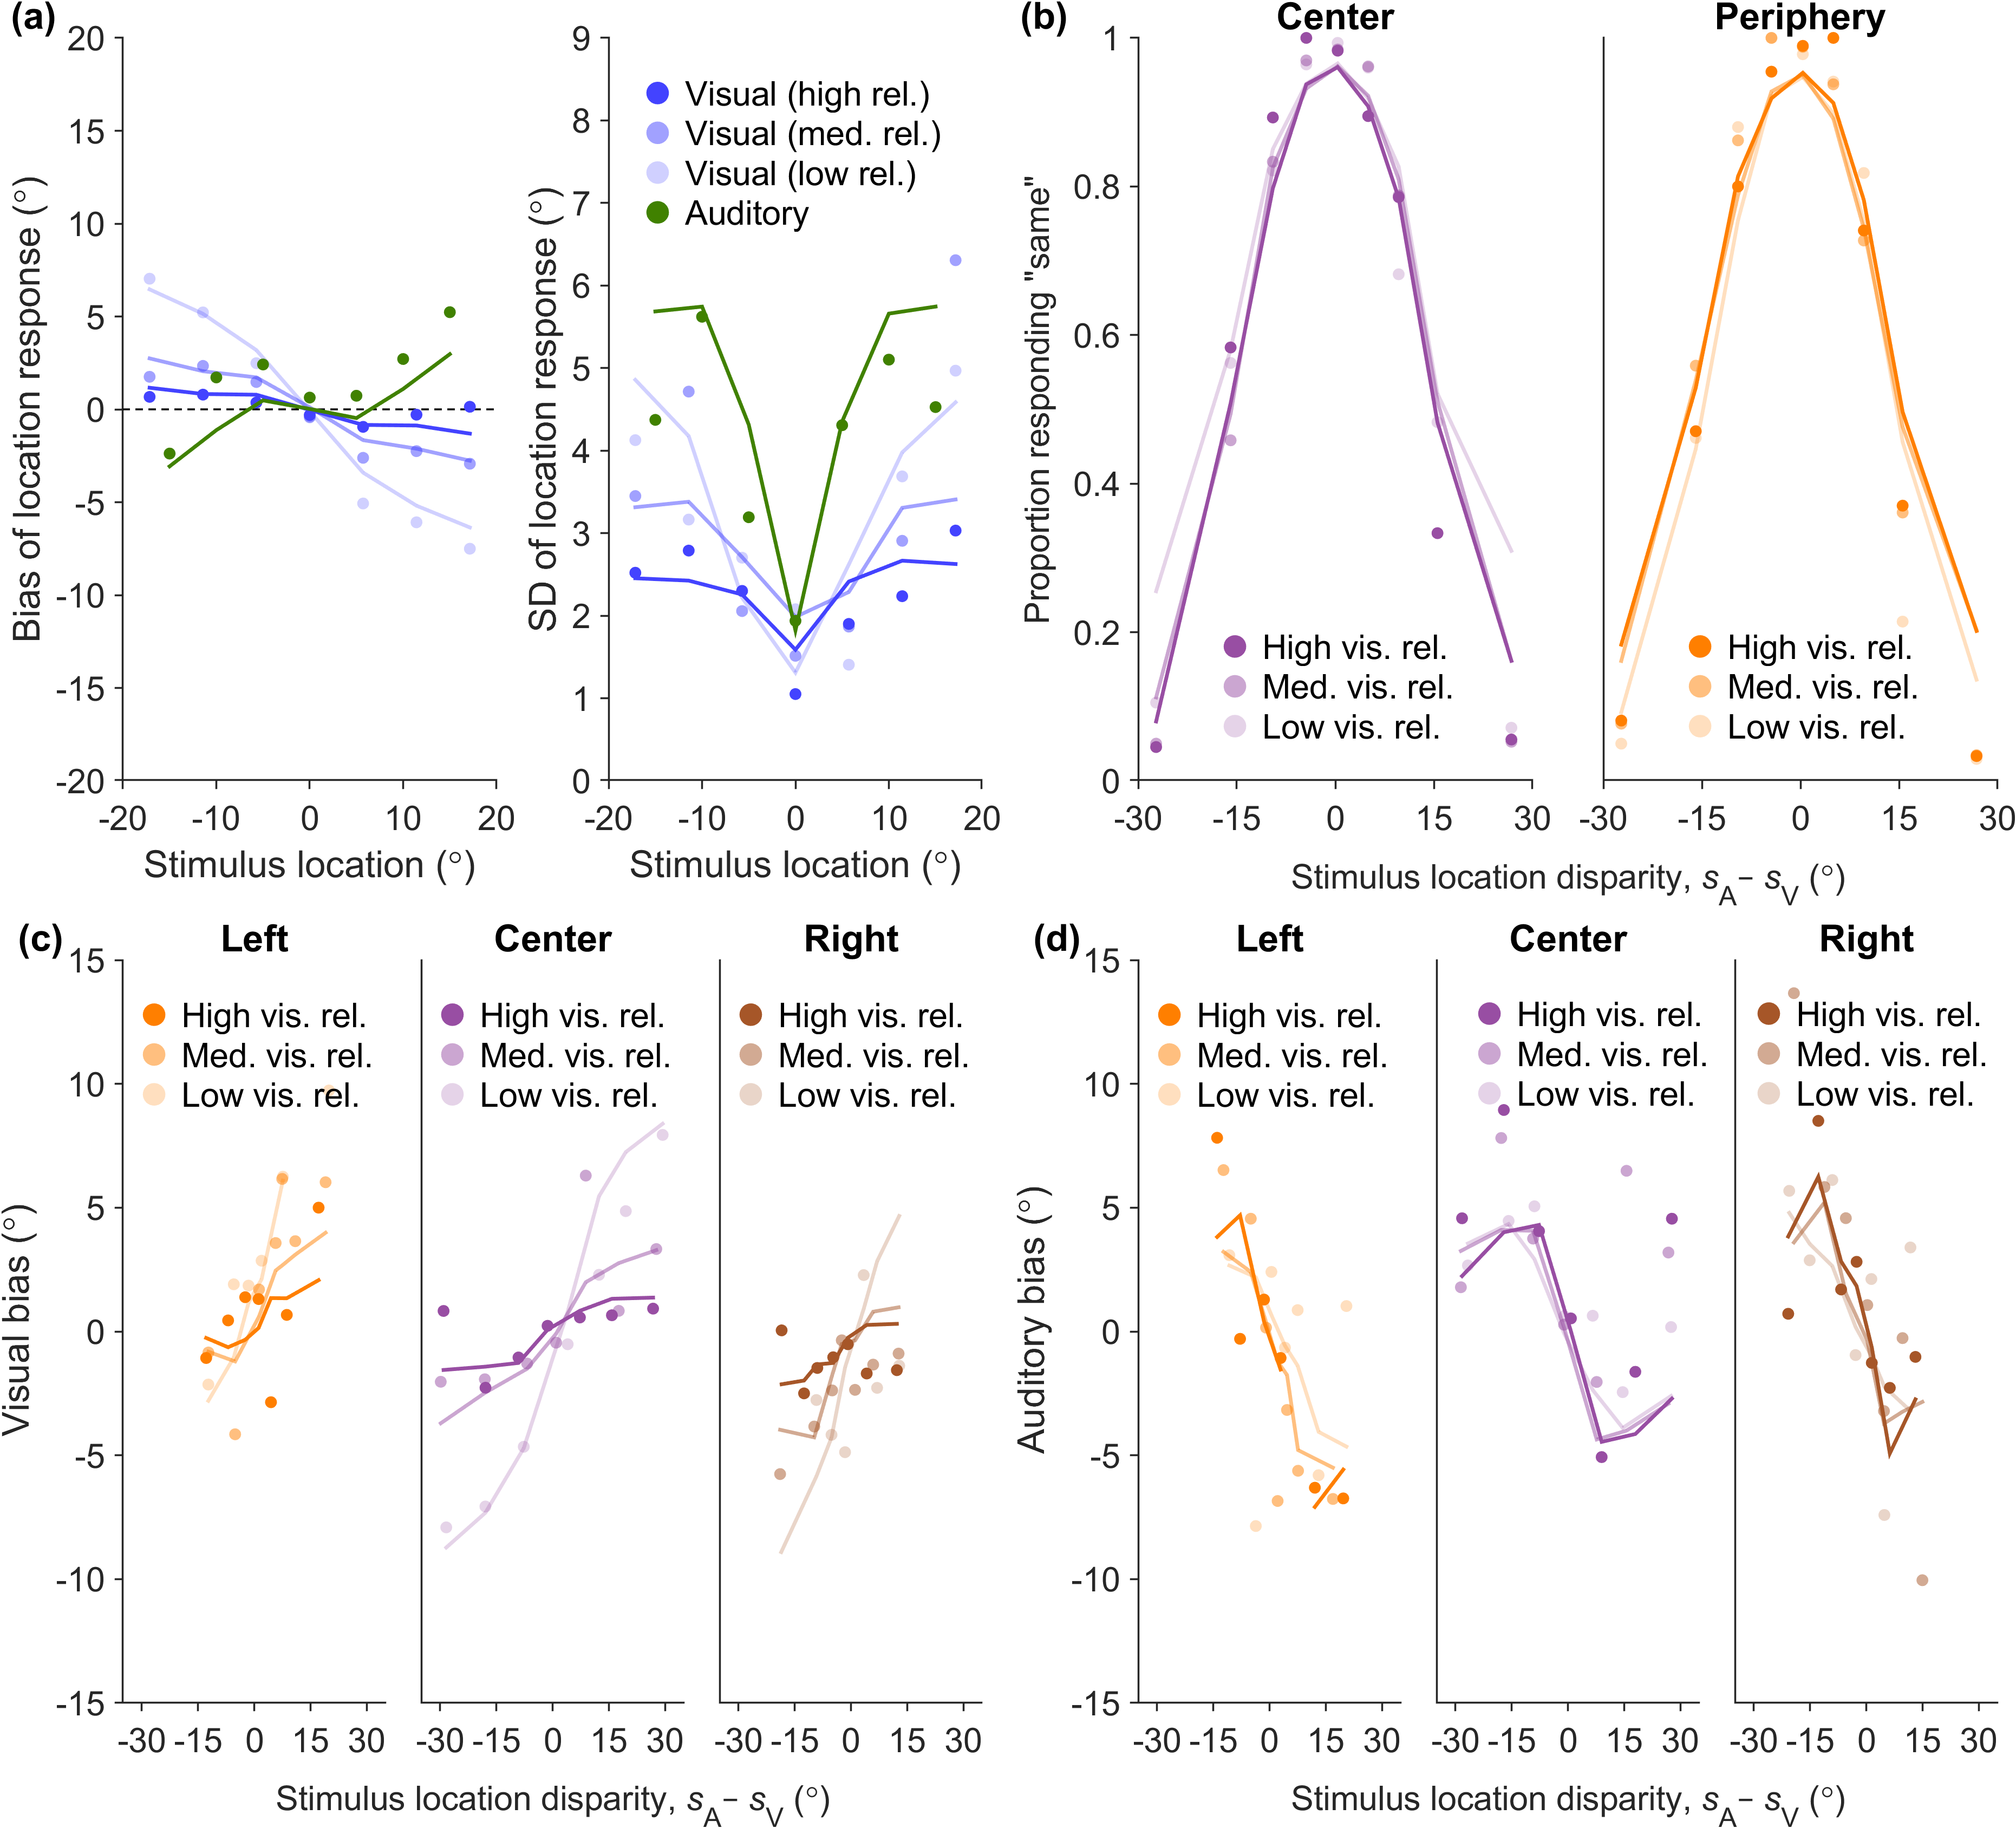 (a)
20
15
10
5
0
-5
-10
-15
-20
-20 -10 0 10 20
Stimulus location (°)
Bias of location response (°)
9
8
7
6
5
4
3
2
1
0
-20 -10 0 10 20
Stimulus location (°)
SD of location response (°)
Visual (high rel.)
Visual (med. rel.)
Visual (low rel.)
Auditory
(b)
Center
Periphery
1
0.8
0.6
0.4
0.2
0
Proportion responding "same"
High vis. rel.
Med. vis. rel.
Low vis. rel.
High vis. rel.
Med. vis. rel.
Low vis. rel.
-30 -15 0 15 30
-30 -15 0 15 30
Stimulus location disparity, sA– sV (°)
(c)
Left
Center
Right
15
10
5
0
-5
-10
-15
Visual bias (°)
High vis. rel.
Med. vis. rel.
Low vis. rel.
High vis. rel.
Med. vis. rel.
Low vis. rel.
High vis. rel.
Med. vis. rel.
Low vis. rel.
-30 -15 0 15 30
-30 -15 0 15 30
-30 -15 0 15 30
Stimulus location disparity, sA– sV (°)
(d)
Left
Center
Right
15
10
5
0
-5
-10
-15
Auditory bias (°)
High vis. rel.
Med. vis. rel.
Low vis. rel.
High vis. rel.
Med. vis. rel.
Low vis. rel.
High vis. rel.
Med. vis. rel.
Low vis. rel.
-30 -15 0 15 30
-30 -15 0 15 30
-30 -15 0 15 30
Stimulus location disparity, sA– sV (°)